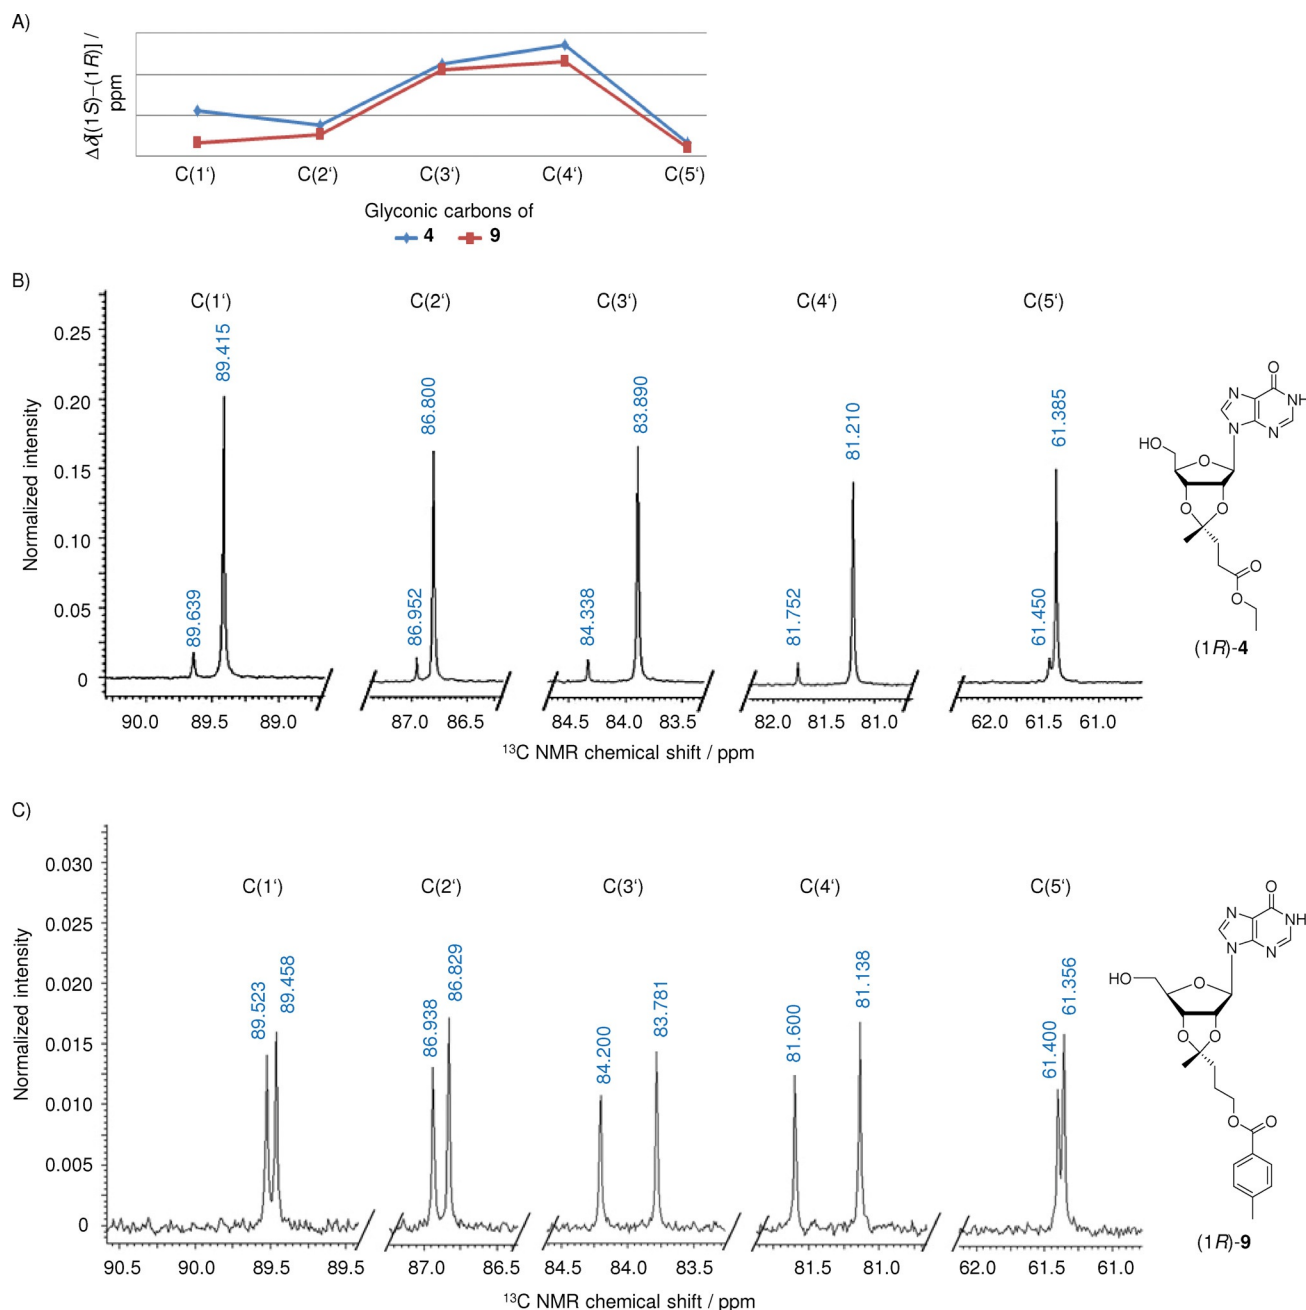 A)
Δδ[(1S)−(1R)] /
ppm
C(1‘) C(2‘) C(3‘) C(4‘) C(5‘)
Glyconic carbons of
4 9
B)
C(1‘) C(2‘) C(3‘) C(4‘) C(5‘)
Normalized intensity
0.25
0.20
0.15
0.10
0.05
0
89.639 89.415 86.952 86.800 84.338 83.890 81.752 81.210 61.450 61.385
90.0 89.5 89.0 87.0 86.5 84.5 84.0 83.5 82.0 81.5 81.0 62.0 61.5 61.0
13C NMR chemical shift / ppm
O
N NH
N N
HO O
O O
O
O
(1R)-4
C)
C(1‘) C(2‘) C(3‘) C(4‘) C(5‘)
Normalized intensity
0.030
0.025
0.020
0.015
0.010
0.005
0
89.523 89.458 86.938 86.829 84.200 83.781 81.600 81.138 61.400 61.356
90.5 90.0 89.5 89.5 87.0 86.5 84.5 84.0 83.5 81.5 81.0 62.0 61.5 61.0
13C NMR chemical shift / ppm
O
N NH
N N
HO O
O O
O O
(1R)-9